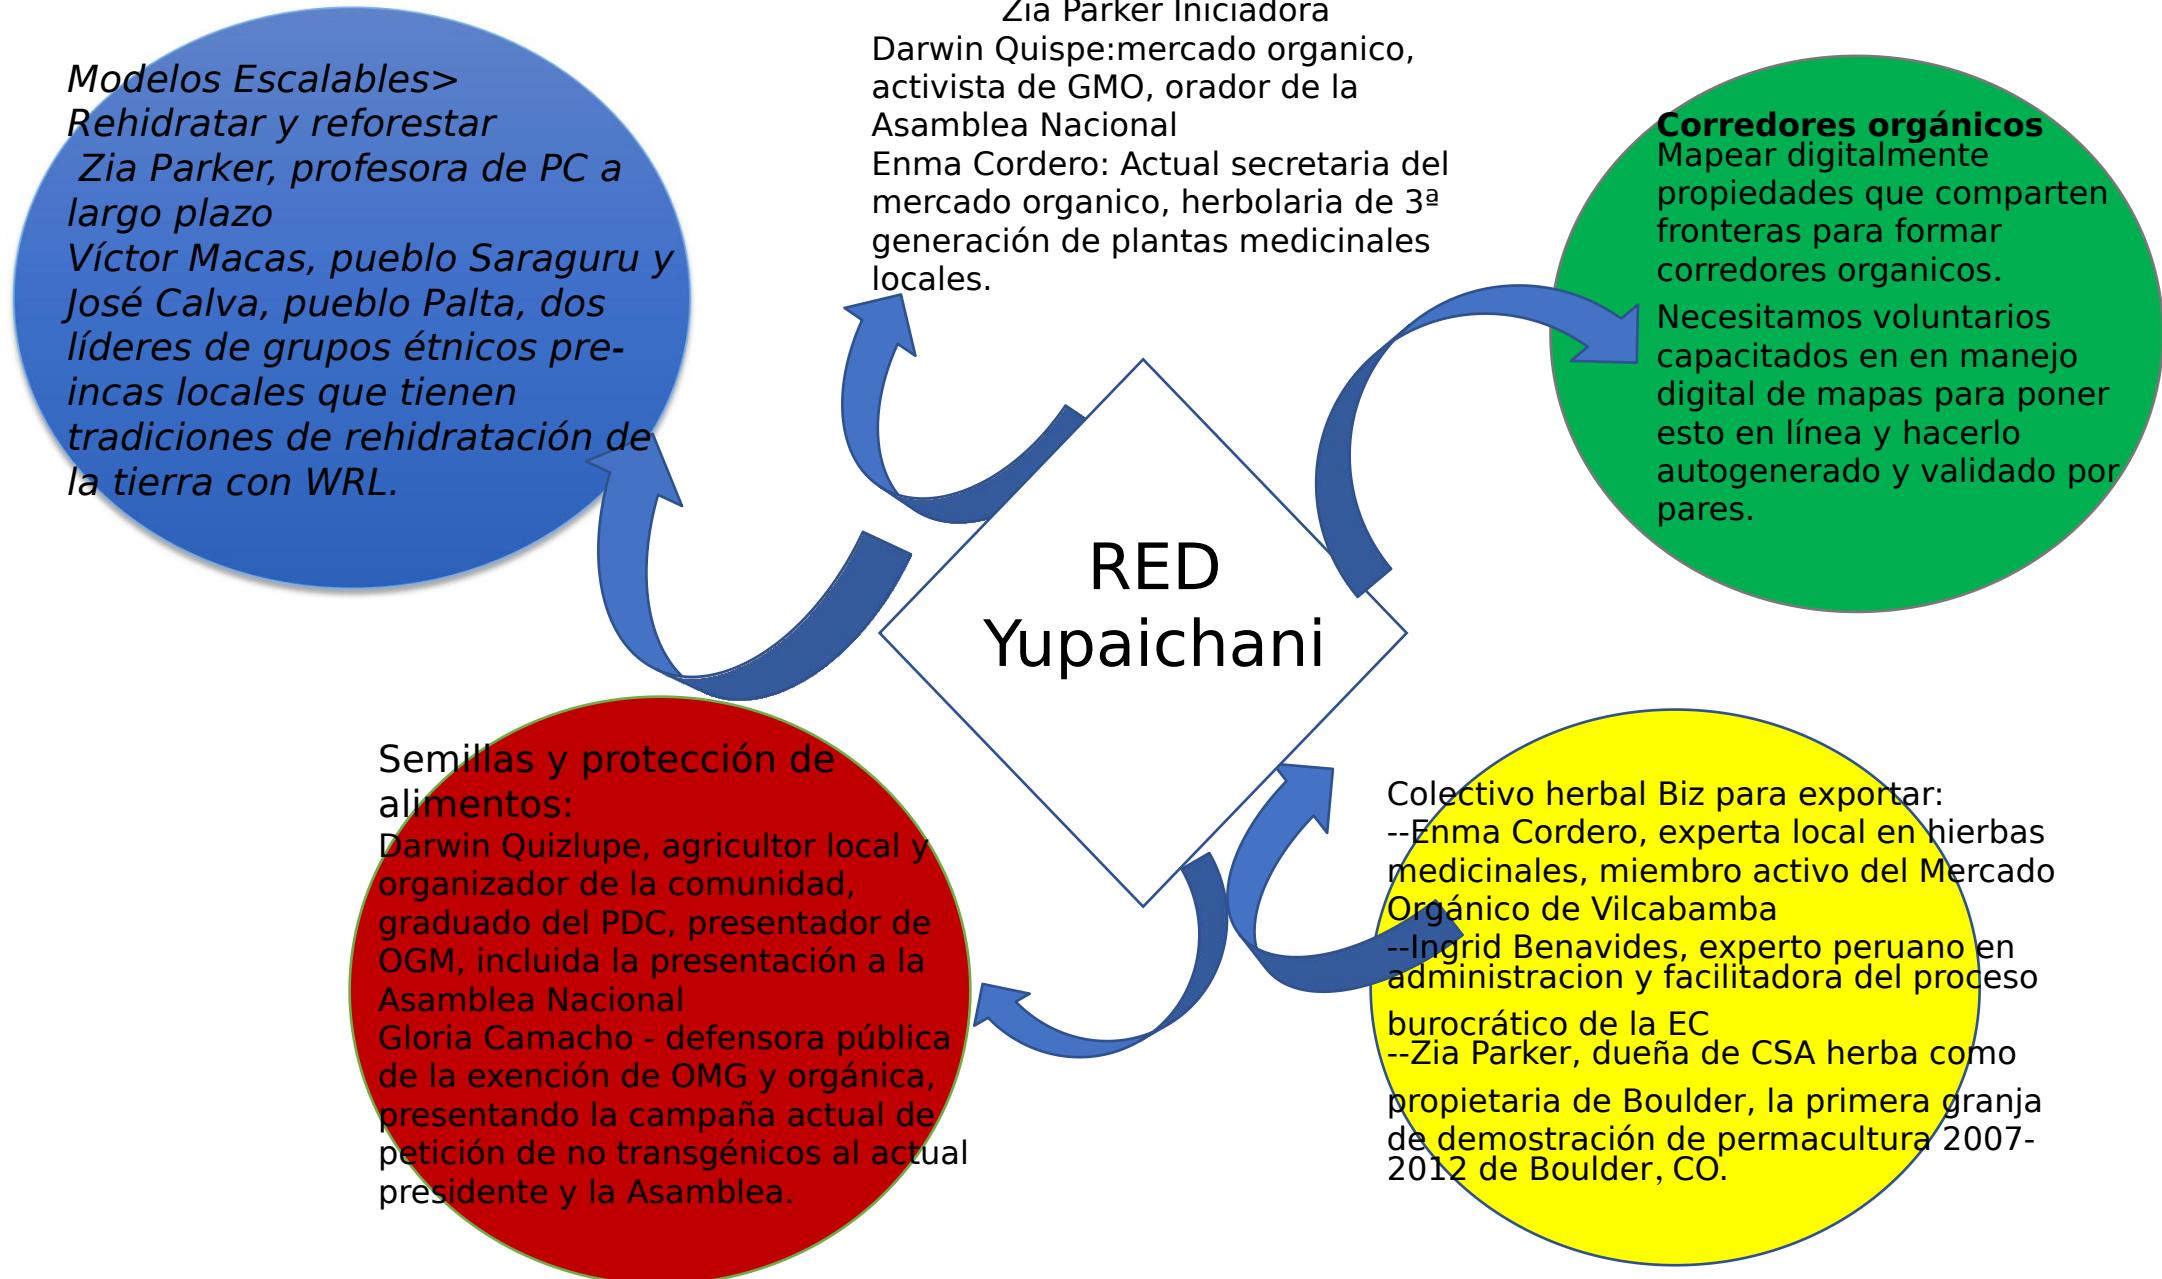 Modelos Escalables>
Rehidratar y reforestar
Zia Parker, profesora de PC a
largo plazo
Víctor Macas, pueblo Saraguru y
José Calva, pueblo Palta, dos
líderes de grupos étnicos pre-
incas locales que tienen
tradiciones de rehidratación de
la tierra con WRL.
Zia Parker Iniciadora
Darwin Quispe:mercado organico,
activista de GMO, orador de la
Asamblea Nacional
Enma Cordero: Actual secretaria del
mercado organico, herbolaria de 3ª
generación de plantas medicinales
locales.
Corredores orgánicos
Mapear digitalmente
propiedades que comparten
fronteras para formar
corredores organicos.
Necesitamos voluntarios
capacitados en en manejo
digital de mapas para poner
esto en línea y hacerlo
autogenerado y validado por
pares.
RED
Yupaichani
Semillas y protección de
alimentos:
Darwin Quizlupe, agricultor local y
organizador de la comunidad,
graduado del PDC, presentador de
OGM, incluida la presentación a la
Asamblea Nacional
Gloria Camacho - defensora pública
de la exención de OMG y orgánica,
presentando la campaña actual de
petición de no transgénicos al actual
presidente y la Asamblea.
Colectivo herbal Biz para exportar:
--Enma Cordero, experta local en hierbas
medicinales, miembro activo del Mercado
Orgánico de Vilcabamba
--Ingrid Benavides, experto peruano en
administracion y facilitadora del proceso
burocrático de la EC
--Zia Parker, dueña de CSA herba como
propietaria de Boulder, la primera granja
de demostración de permacultura 2007-
2012 de Boulder, CO.